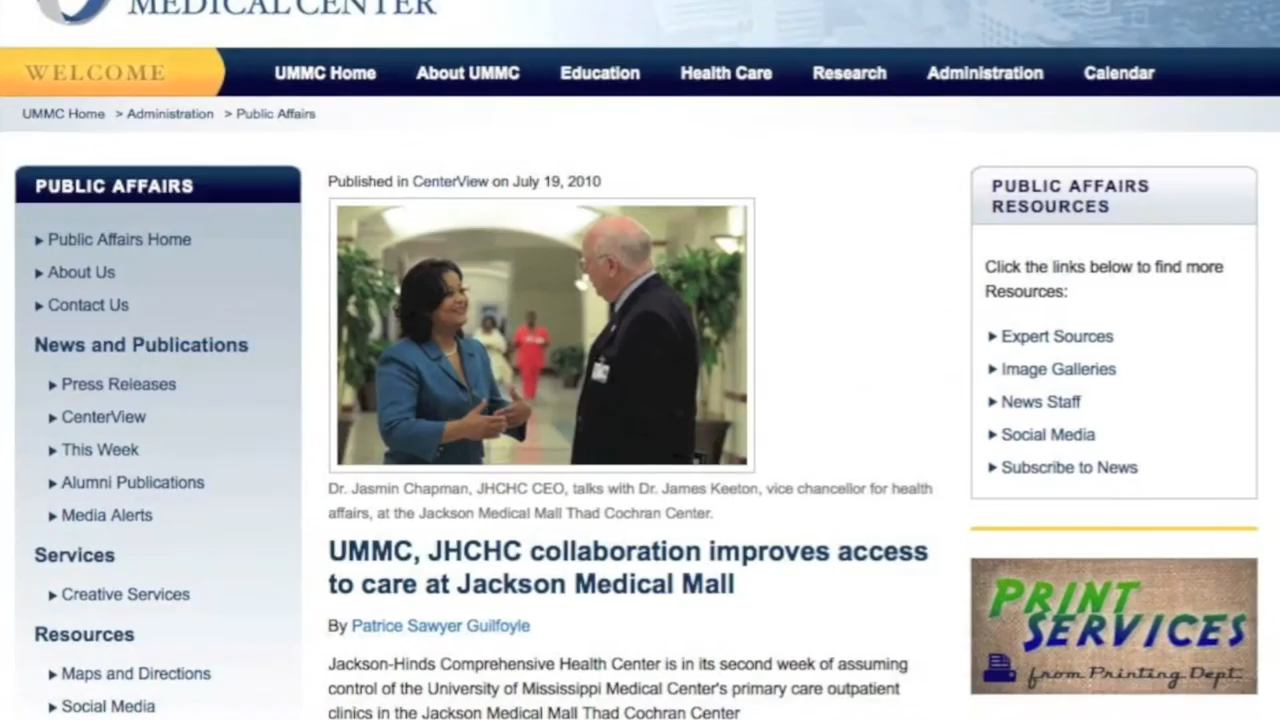 MEDICAL CENTER
WELCOME
UMMC Home
About UMMC
Education
Health Care
Research
Administration
Calendar
UMMC Home > Administration > Public Affairs
PUBLIC AFFAIRS
Public Affairs Home
About Us
Contact Us
News and Publications
Press Releases
CenterView
This Week
Alumni Publications
Media Alerts
Services
Creative Services
Resources
Maps and Directions
Social Media
Published in CenterView on July 19, 2010
Dr. Jasmin Chapman, JHCHC CEO, talks with Dr. James Keeton, vice chancellor for health
affairs, at the Jackson Medical Mall Thad Cochran Center.
UMMC, JHCHC collaboration improves access
to care at Jackson Medical Mall
By Patrice Sawyer Guilfoyle
Jackson-Hinds Comprehensive Health Center is in its second week of assuming
control of the University of Mississippi Medical Center's primary care outpatient
clinics in the Jackson Medical Mall Thad Cochran Center
PUBLIC AFFAIRS
RESOURCES
Click the links below to find more
Resources:
Expert Sources
Image Galleries
News Staff
Social Media
Subscribe to News
PRINT
SERVICES
from Printing Dept.